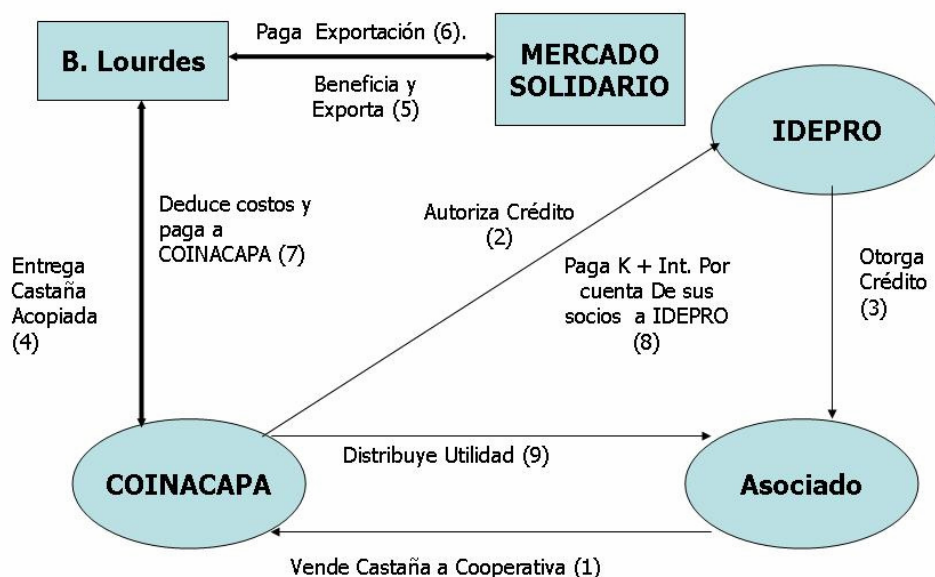 Paga Exportación (6).
B. Lourdes
MERCADO
SOLIDARIO
Beneficia y
Exporta (5)
IDEPRO
Deduce costos y
paga a
COINACAPA (7)
Autoriza Crédito
(2)
Entrega
Castaña
Acopiada
(4)
Paga K + Int. Por
cuenta De sus
socios a IDEPRO
(8)
Otorga
Crédito
(3)
COINACAPA
Distribuye Utilidad (9)
Asociado
Vende Castaña a Cooperativa (1)